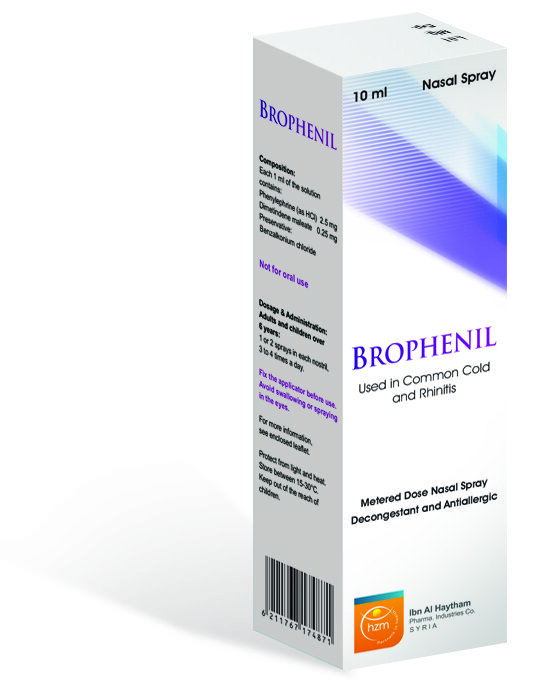 BROPHENIL
Composition:
Each 1 ml of the solution
contains:
Phenylephrine (as HCl) 2.5 mg
Dimetindene maleate 0.25 mg
Preservative:
Benzalkonium chloride
Not for oral use
Dosage & Administration:
Adults and children over
6 years:
1 or 2 sprays in each nostril,
3 to 4 times a day.
Fix the applicator before use.
Avoid swallowing or spraying
in the eyes.
For more information,
see enclosed leaflet.
Protect from light and heat.
Store between 15-30°C.
Keep out of the reach of
children.
6 211767 174871
10 ml
Nasal Spray
BROPHENIL
Used in Common Cold
and Rhinitis
Metered Dose Nasal Spray
Decongestant and Antiallergic
hzm
Ibn Al Haytham
Pharma. Industries Co.
SYRIA